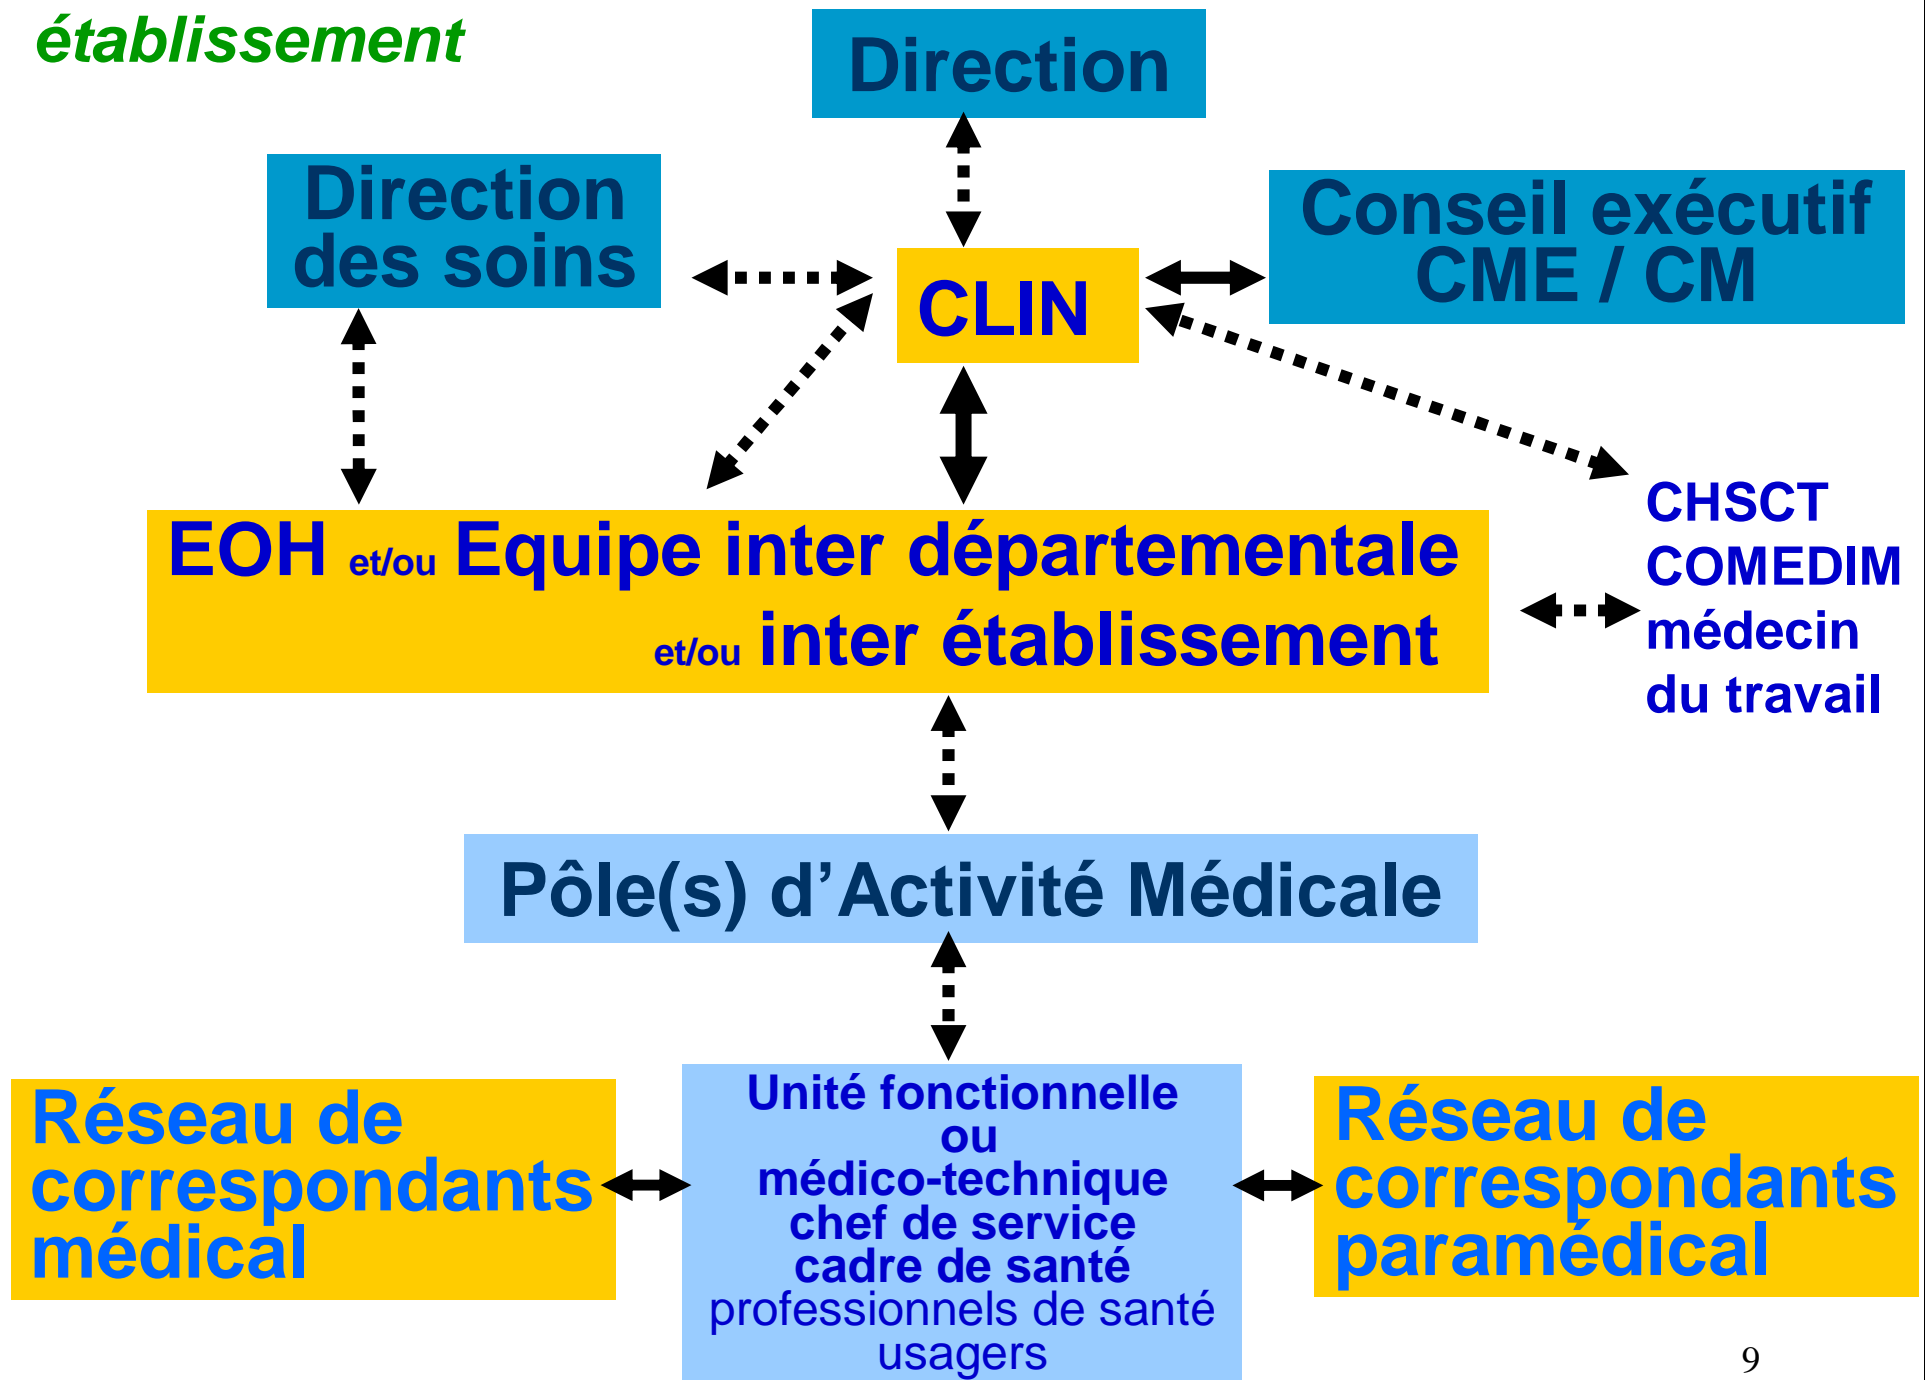 établissement
Direction
Direction
des soins
Conseil exécutif
CME / CM
CLIN
EOH et/ou Equipe inter départementale
et/ou inter établissement
CHSCT
COMEDIM
médecin
du travail
Pôle(s) d’Activité Médicale
Réseau de
correspondants
médical
Unité fonctionnelle
ou
médico-technique
chef de service
cadre de santé
professionnels de santé
usagers
Réseau de
correspondants
paramédical
9